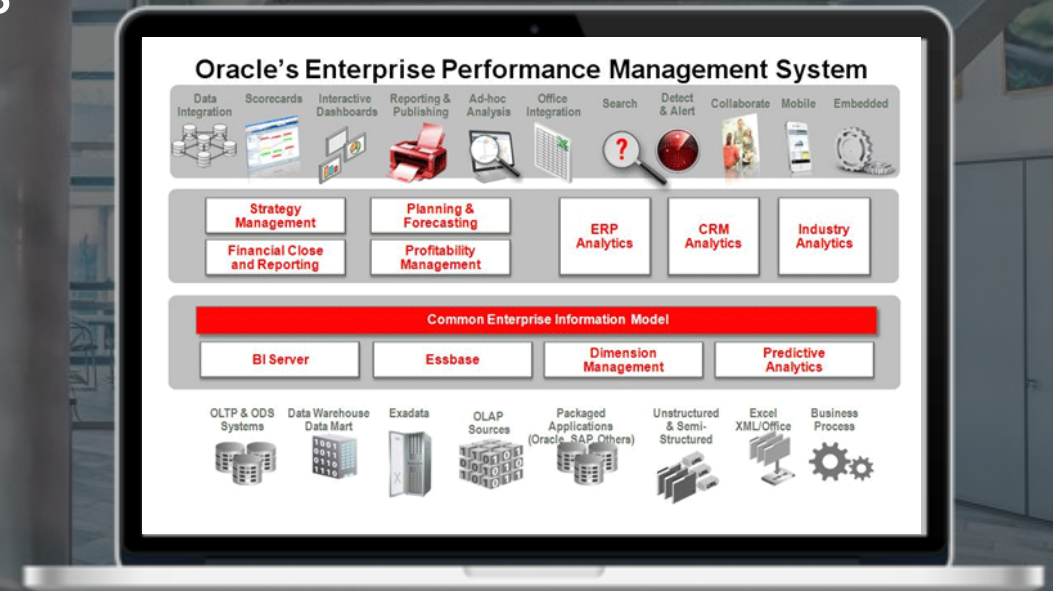 Oracle's Enterprise Performance Management System
Data Integration
Scorecards
Interactive Dashboards
Reporting & Publishing
Ad-hoc Analysis
Office Integration
Search
Detect & Alert
Collaborate
Mobile
Embedded
?
Strategy Management
Planning & Forecasting
Financial Close and Reporting
Profitability Management
ERP Analytics
CRM Analytics
Industry Analytics
Common Enterprise Information Model
BI Server
Essbase
Dimension Management
Predictive Analytics
OLTP & ODS Systems
Data Warehouse Data Mart
Exadata
OLAP Sources
Packaged Applications (Oracle, SAP, Others)
Unstructured & Semi-Structured
Excel XML/Office
Business Process